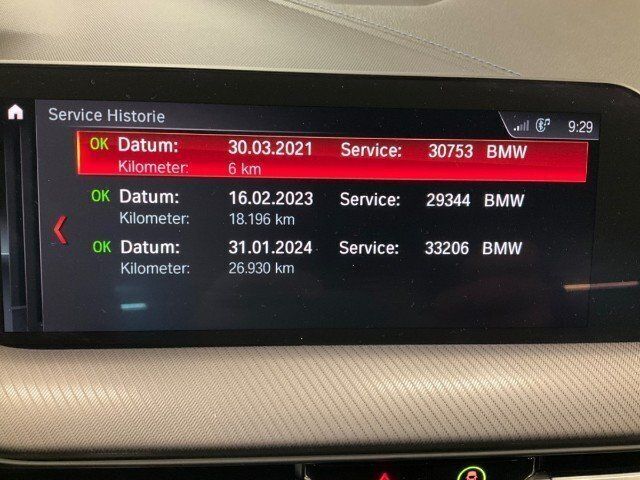 Service Historie 9:29
OK Datum: 30.03.2021 Service: 30753 BMW
Kilometer: 6 km
OK Datum: 16.02.2023 Service: 29344 BMW
Kilometer: 18.196 km
OK Datum: 31.01.2024 Service: 33206 BMW
Kilometer: 26.930 km